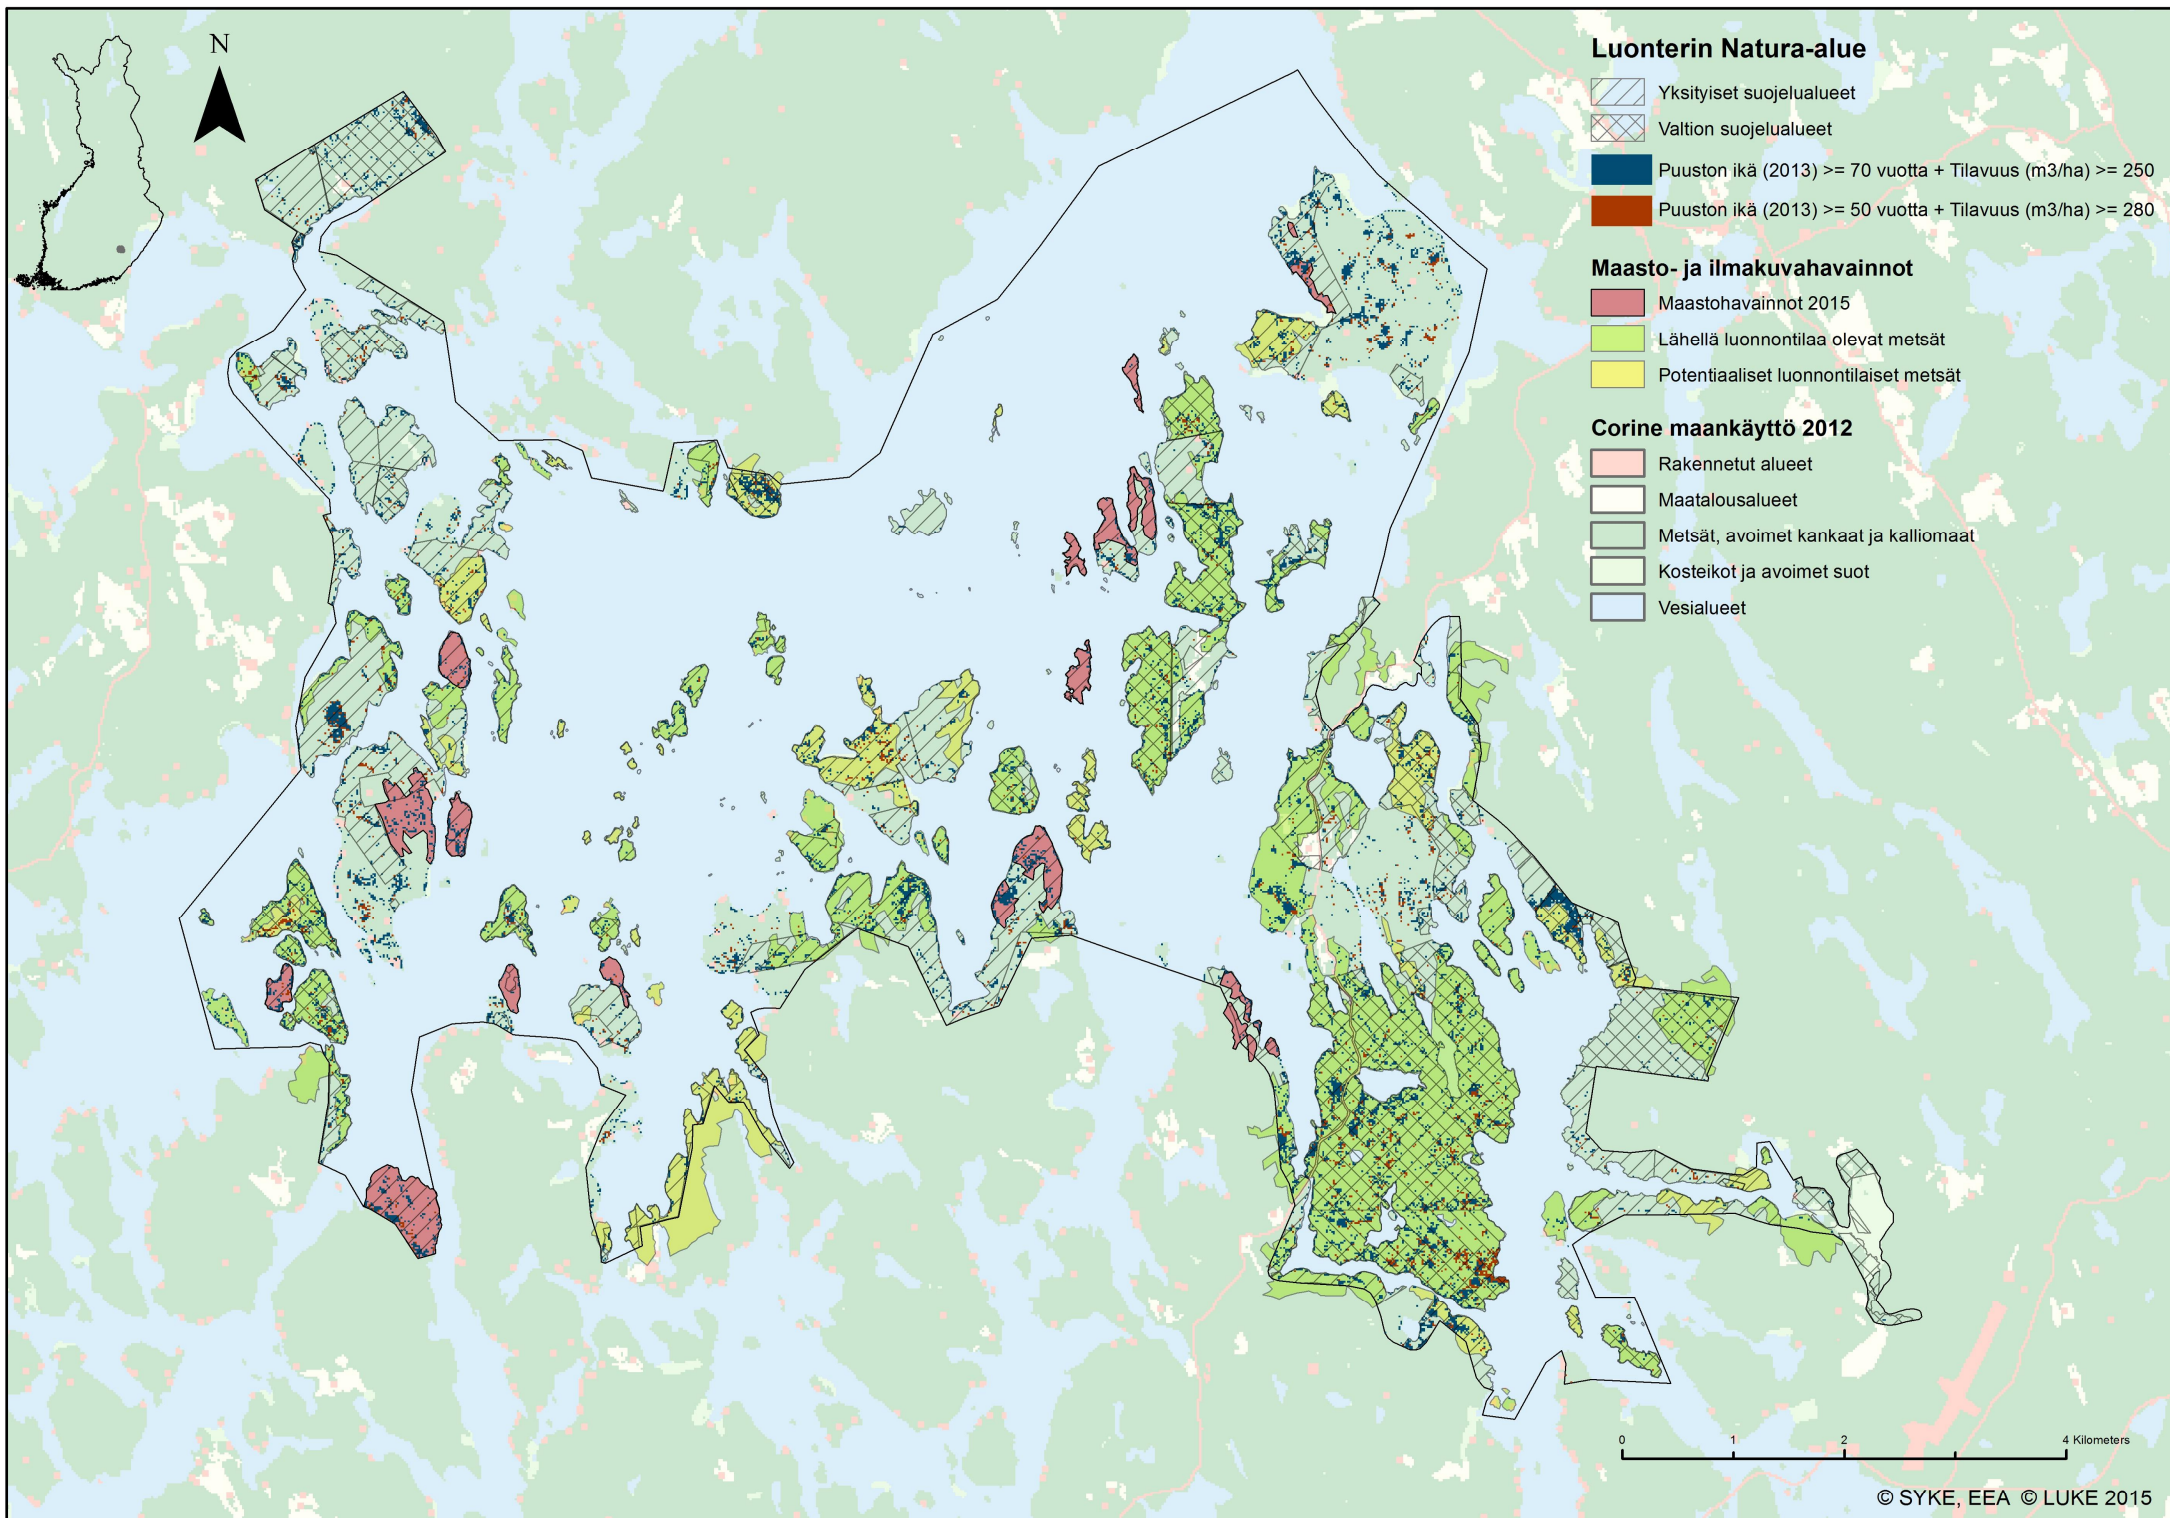 N
Luonterin Natura-alue
Yksityiset suojelualueet
Valtion suojelualueet
Puuston ikä (2013) >= 70 vuotta + Tilavuus (m3/ha) >= 250
Puuston ikä (2013) >= 50 vuotta + Tilavuus (m3/ha) >= 280
Maasto- ja ilmakuvahavainnot
Maastohavainnot 2015
Lähellä luonnontilaa olevat metsät
Potentiaaliset luonnontilaiset metsät
Corine maankäyttö 2012
Rakennetut alueet
Maatalousalueet
Metsät, avoimet kankaat ja kalliomaat
Kosteikot ja avoimet suot
Vesialueet
0 1 2 4 Kilometers
© SYKE, EEA © LUKE 2015